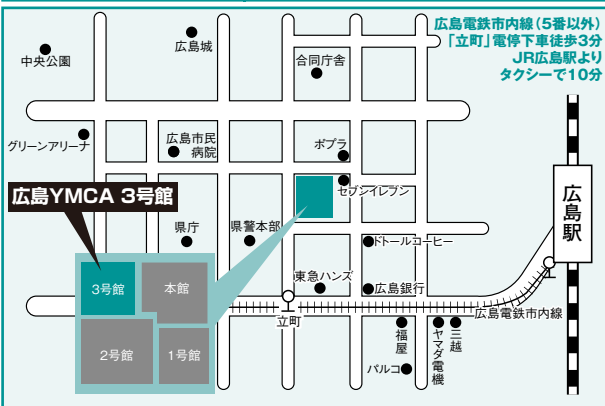 広島電鉄市内線(5番以外)
「立町」電停下車徒歩3分
JR広島駅より
タクシーで10分
広島城
中央公園
合同庁舎
グリーンアリーナ
広島市民
病院
ポプラ
セブンイレブン
広島YMCA 3号館
広島駅
県庁
県警本部
ドトールコーヒー
3号館
本館
東急ハンズ
広島銀行
立町
広島電鉄市内線
2号館
1号館
福屋
ヤマダ電機
三越
パルコ